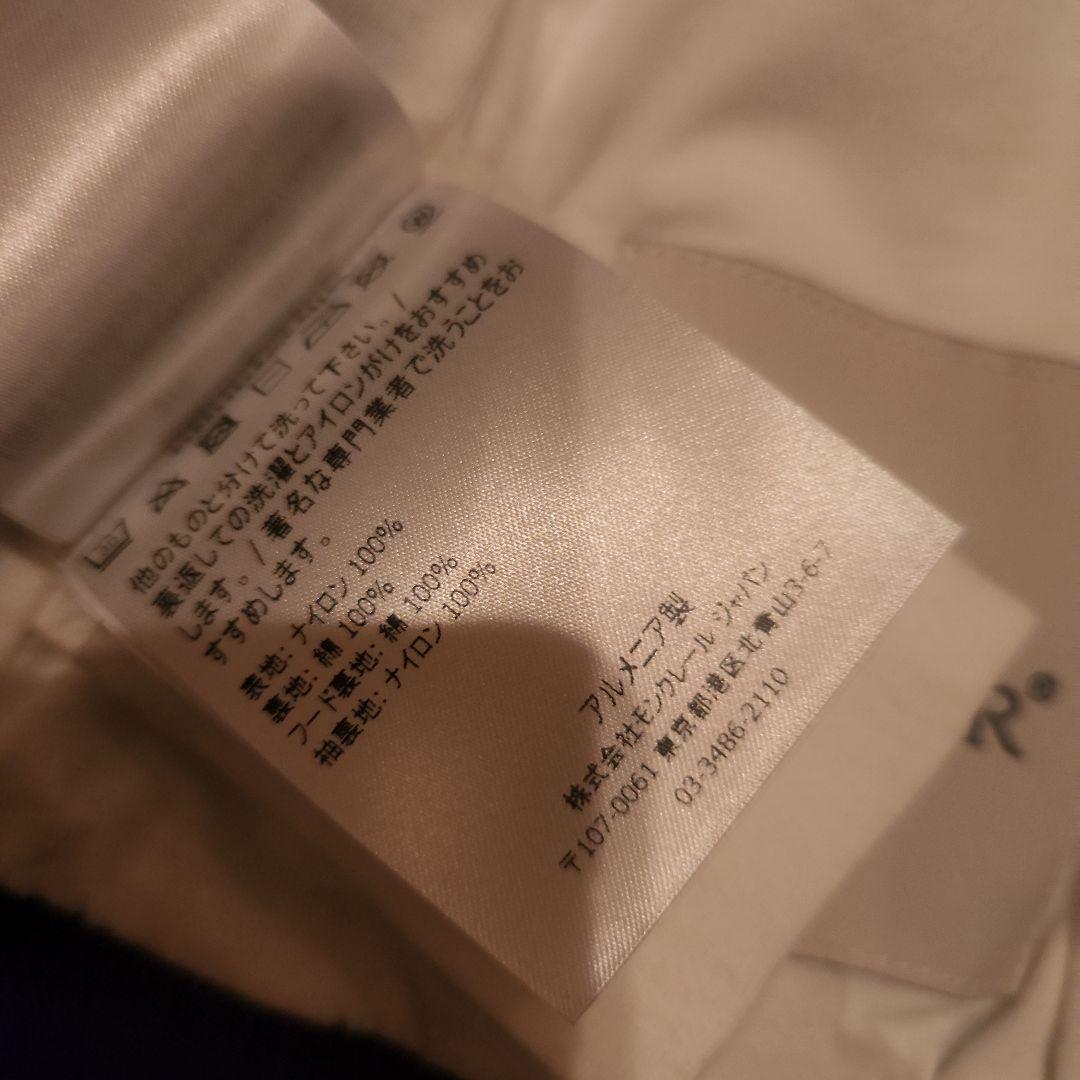 他のものと分けて洗って下さい。/
裏返しての洗濯とアイロンがけをおすすめ
します。/ 著名な専門業者で洗うことをお
すすめします。
表地: ナイロン 100%
裏地: 綿 100%
フード裏地: 綿 100%
袖裏地: ナイロン 100%
アルメニア製
株式会社モンクレール ジャパン
〒107-0061 東京都港区北青山3-6-7
03-3486-2110